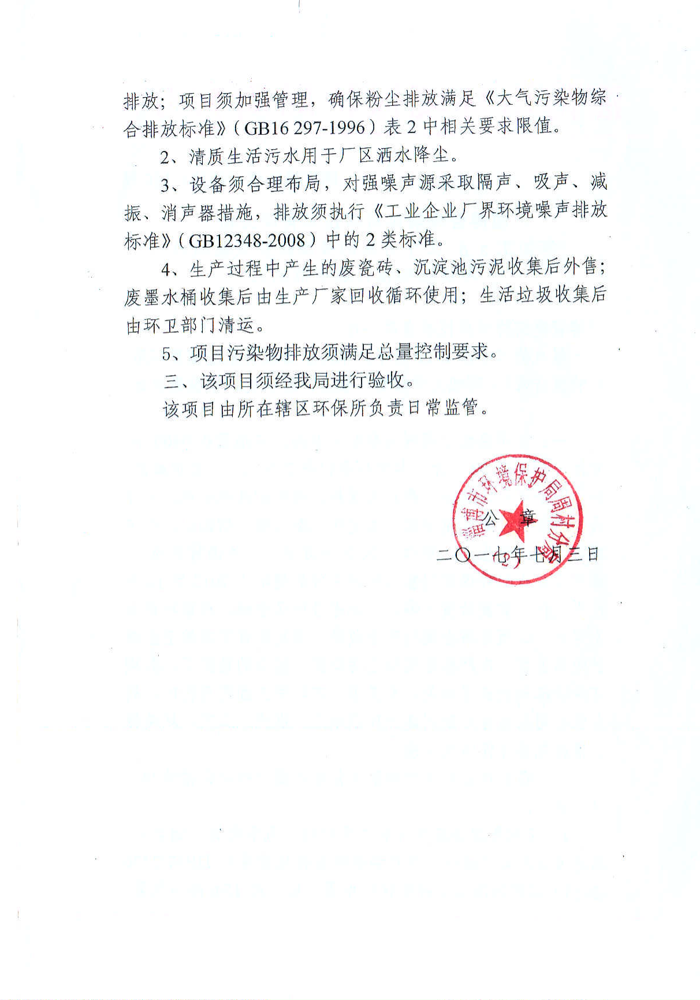 排放；项目须加强管理，确保粉尘排放满足《大气污染物综
合排放标准》（GB16 297-1996）表 2 中相关要求限值。
2、清质生活污水用于厂区洒水降尘。
3、设备须合理布局，对强噪声源采取隔声、吸声、减
振、消声器措施，排放须执行《工业企业厂界环境噪声排放
标准》（GB12348-2008）中的 2 类标准。
4、生产过程中产生的废瓷砖、沉淀池污泥收集后外售；
废墨水桶收集后由生产厂家回收循环使用；生活垃圾收集后
由环卫部门清运。
5、项目污染物排放须满足总量控制要求。
三、该项目须经我局进行验收。
该项目由所在辖区环保所负责日常监管。
淄博市环境保护局周村分局
公 章
二〇一七年七月三日
(2)